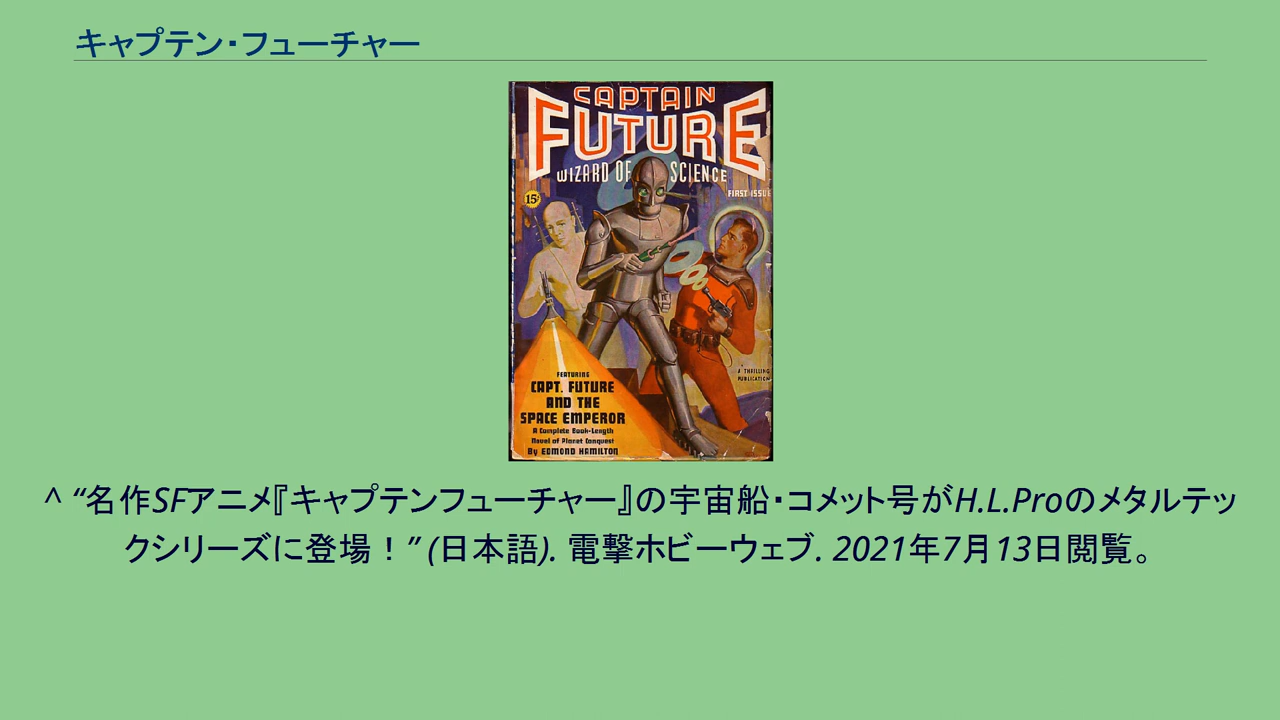 キャプテン・フューチャー
CAPTAIN
FUTURE
WIZARD OF SCIENCE
FIRST ISSUE
15¢
A THRILLING
PUBLICATION
FEATURING
CAPT. FUTURE
AND THE
SPACE EMPEROR
A Complete Book-Length
Novel of Planet Conquest
By EDMOND HAMILTON
^ “名作SFアニメ『キャプテンフューチャー』の宇宙船・コメット号がH.L.Proのメタルテッ
クシリーズに登場！” (日本語). 電撃ホビーウェブ. 2021年7月13日閲覧。